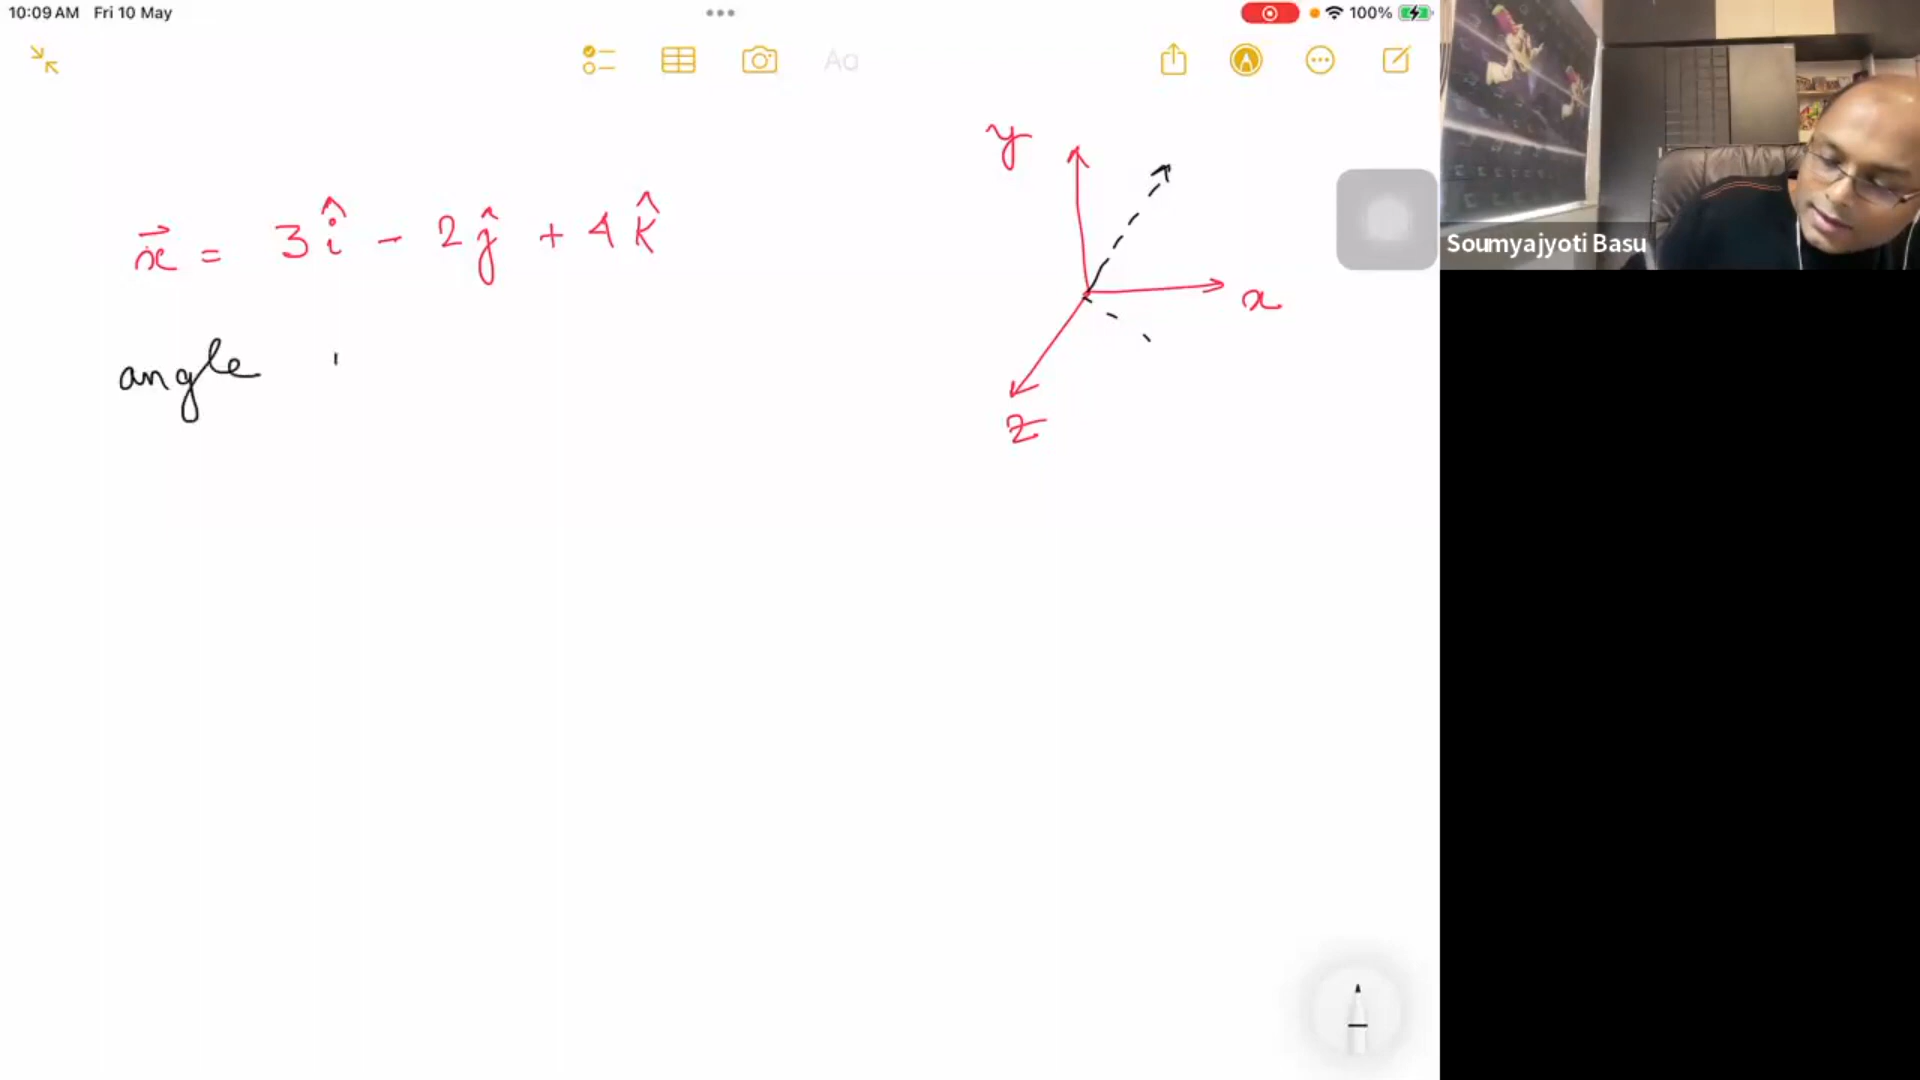 10:09 AM Fri 10 May
100%
Aa
y
x⃗ = 3î - 2ĵ + 4k̂
x
angle
z
Soumyajyoti Basu